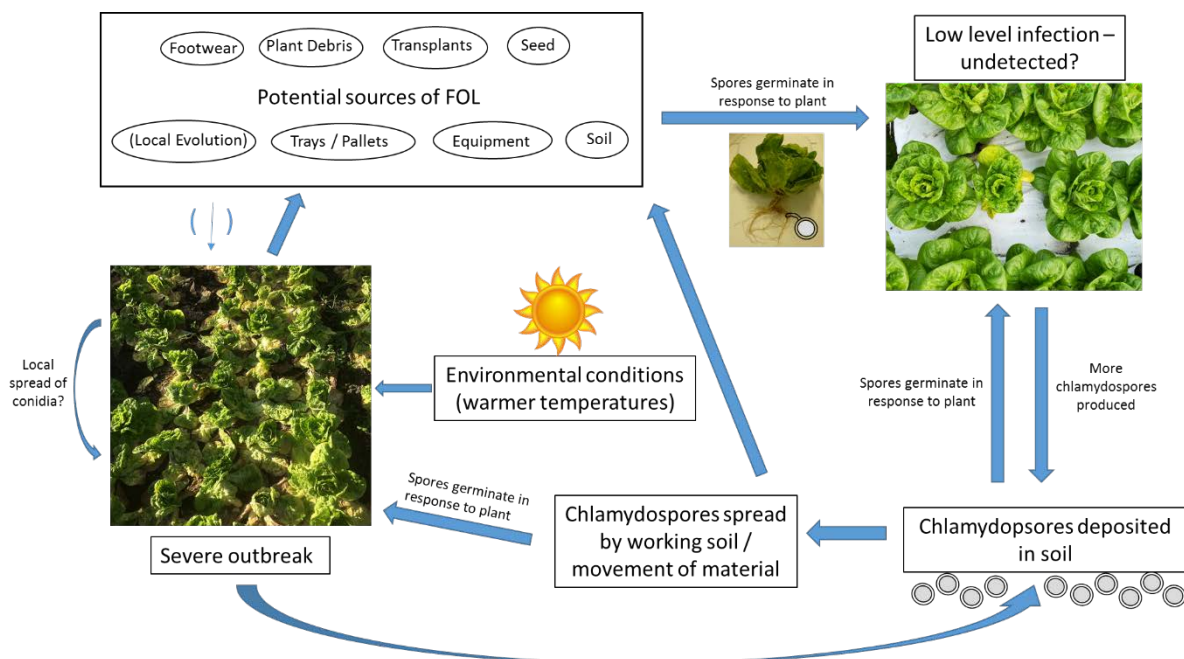 Footwear
Plant Debris
Transplants
Seed
Potential sources of FOL
(Local Evolution)
Trays / Pallets
Equipment
Soil
Spores germinate in
response to plant
Low level infection –
undetected?
( )
Local
spread of
conidia?
Environmental conditions
(warmer temperatures)
Spores germinate in
response to plant
More
chlamydospores
produced
Spores germinate in
response to plant
Severe outbreak
Chlamydospores spread
by working soil /
movement of material
Chlamydopsores deposited
in soil